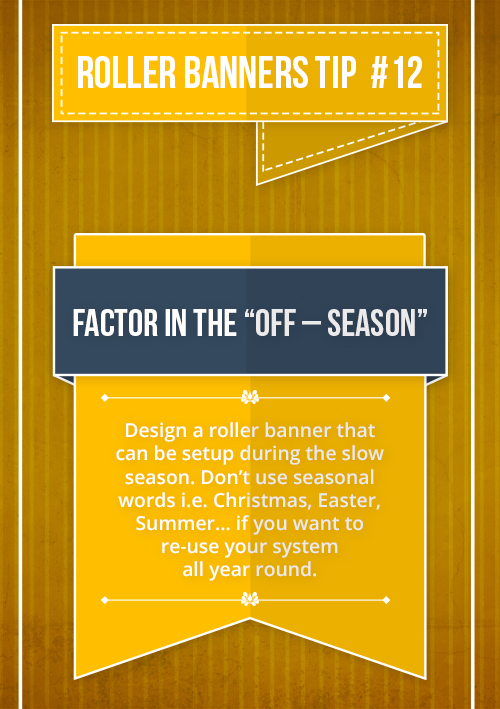 ROLLER BANNERS TIP #12
FACTOR IN THE “OFF – SEASON”
Design a roller banner that
can be setup during the slow
season. Don’t use seasonal
words i.e. Christmas, Easter,
Summer... if you want to
re-use your system
all year round.